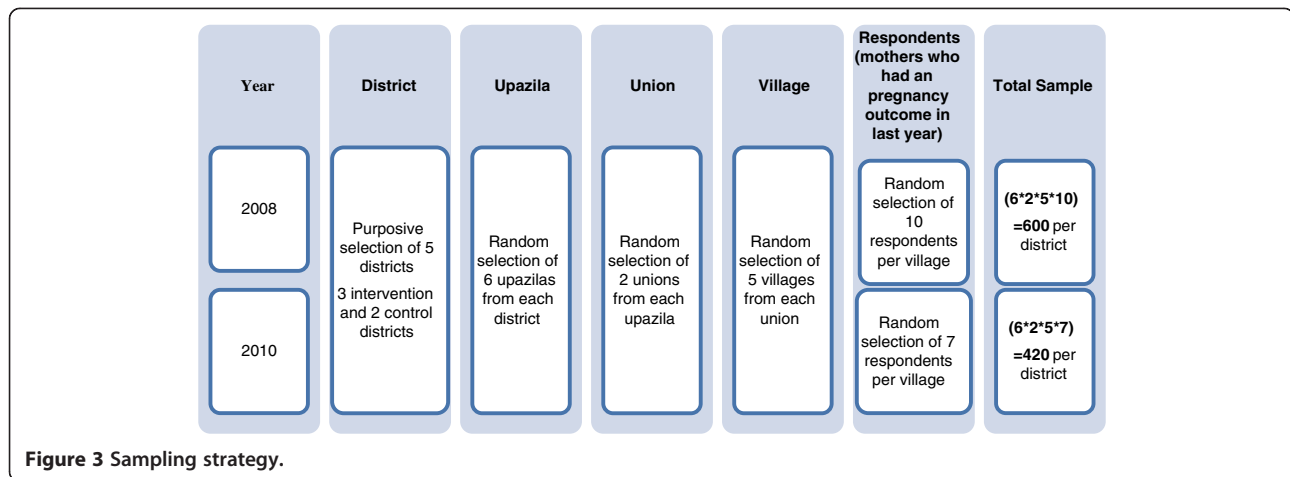 Year
District
Upazila
Union
Village
Respondents
(mothers who
had an
pregnancy
outcome in
last year)
Total Sample
2008
2010
Purposive
selection of 5
districts
3 intervention
and 2 control
districts
Random
selection of
6 upazilas
from each
district
Random
selection of
2 unions
from each
upazila
Random
selection of
5 villages
from each
union
Random
selection of
10
respondents
per village
Random
selection of 7
respondents
per village
(6*2*5*10)
=600 per
district
(6*2*5*7)
=420 per
district
Figure 3 Sampling strategy.